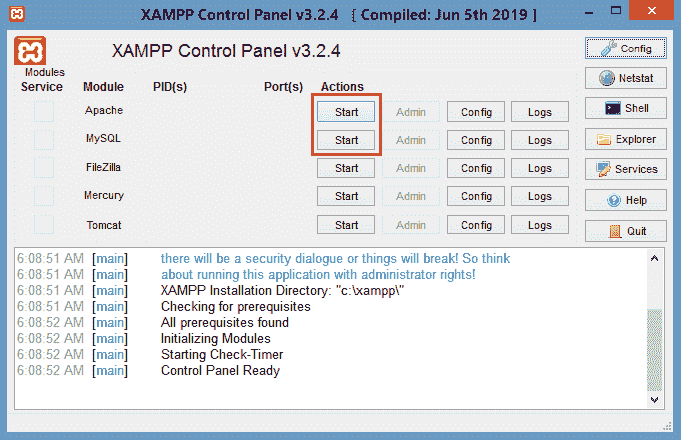 XAMPP Control Panel v3.2.4 [ Compiled: Jun 5th 2019 ]
XAMPP Control Panel v3.2.4
Config
Modules
Service Module PID(s) Port(s) Actions
Netstat
Apache Start Admin Config Logs
Shell
MySQL Start Admin Config Logs
Explorer
FileZilla Start Admin Config Logs
Services
Mercury Start Admin Config Logs
Help
Tomcat Start Admin Config Logs
Quit
6:08:51 AM [main] there will be a security dialogue or things will break! So think
6:08:51 AM [main] about running this application with administrator rights!
6:08:51 AM [main] XAMPP Installation Directory: "c:\xampp\"
6:08:51 AM [main] Checking for prerequisites
6:08:52 AM [main] All prerequisites found
6:08:52 AM [main] Initializing Modules
6:08:52 AM [main] Starting Check-Timer
6:08:52 AM [main] Control Panel Ready